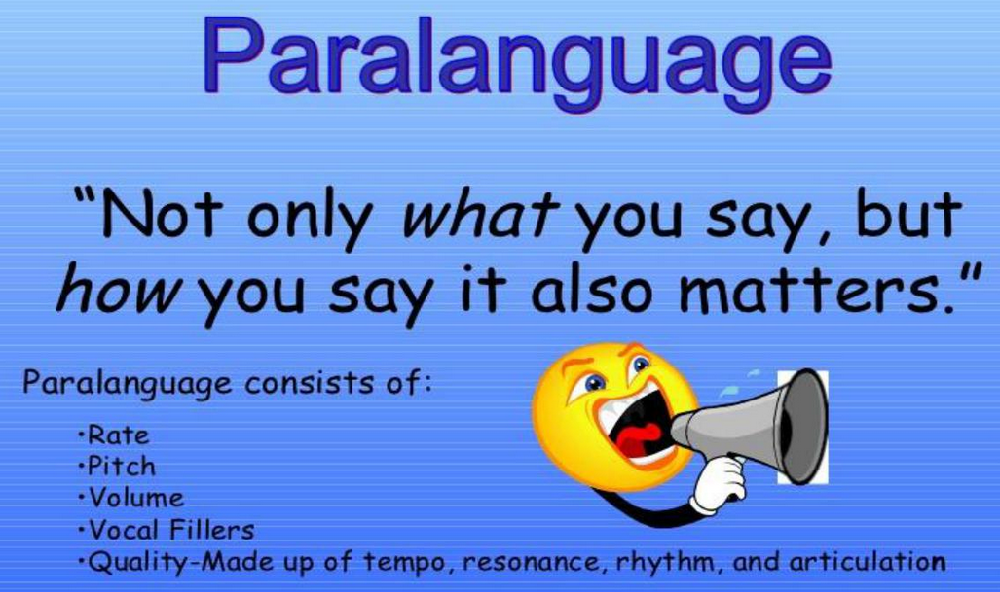 Paralanguage
“Not only what you say, but
how you say it also matters.”
Paralanguage consists of:
·Rate
·Pitch
·Volume
·Vocal Fillers
·Quality-Made up of tempo, resonance, rhythm, and articulation